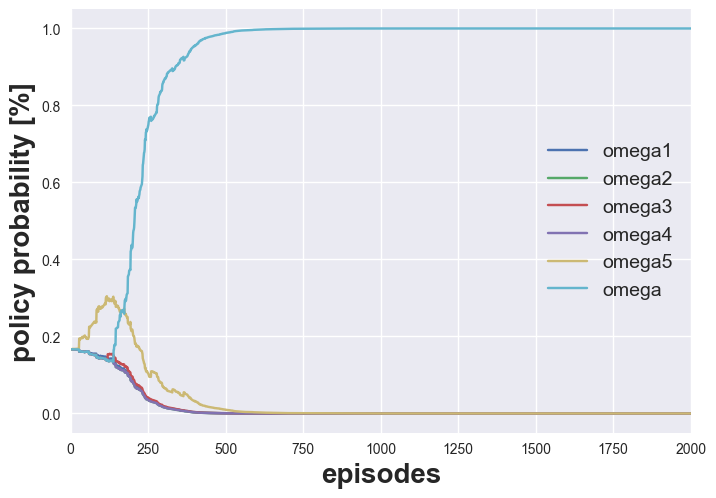 policy probability [%]
1.0
0.8
0.6
0.4
0.2
0.0
omega1
omega2
omega3
omega4
omega5
omega
0 250 500 750 1000 1250 1500 1750 2000
episodes